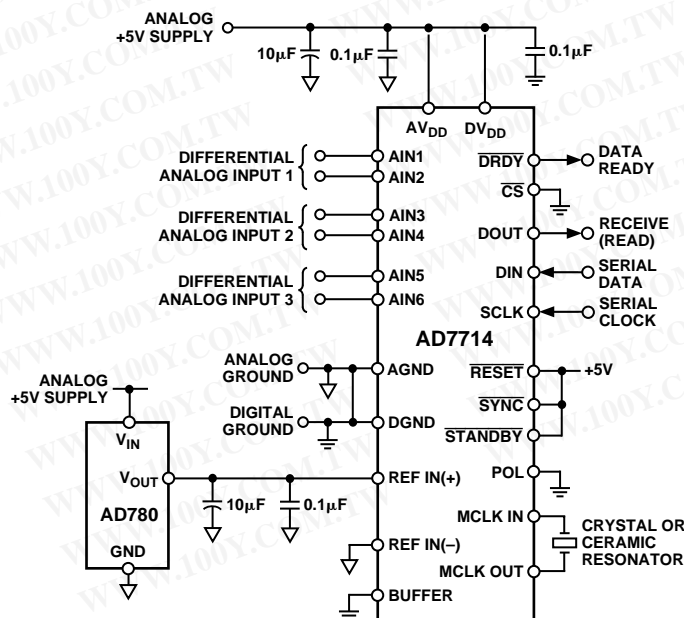 ANALOG
+5V SUPPLY
10µF
0.1µF
0.1µF
AVDD
DVDD
DIFFERENTIAL
ANALOG INPUT 1
AIN1
AIN2
DRDY
DATA
READY
CS
DIFFERENTIAL
ANALOG INPUT 2
AIN3
AIN4
DOUT
RECEIVE
(READ)
DIFFERENTIAL
ANALOG INPUT 3
AIN5
AIN6
DIN
SERIAL
DATA
SCLK
SERIAL
CLOCK
AD7714
ANALOG
GROUND
AGND
RESET
+5V
DIGITAL
GROUND
DGND
SYNC
STANDBY
ANALOG
+5V SUPPLY
VIN
VOUT
AD780
GND
10µF
0.1µF
REF IN(+)
POL
REF IN(–)
MCLK IN
CRYSTAL OR
CERAMIC
RESONATOR
MCLK OUT
BUFFER
WWW.100Y.COM.TW